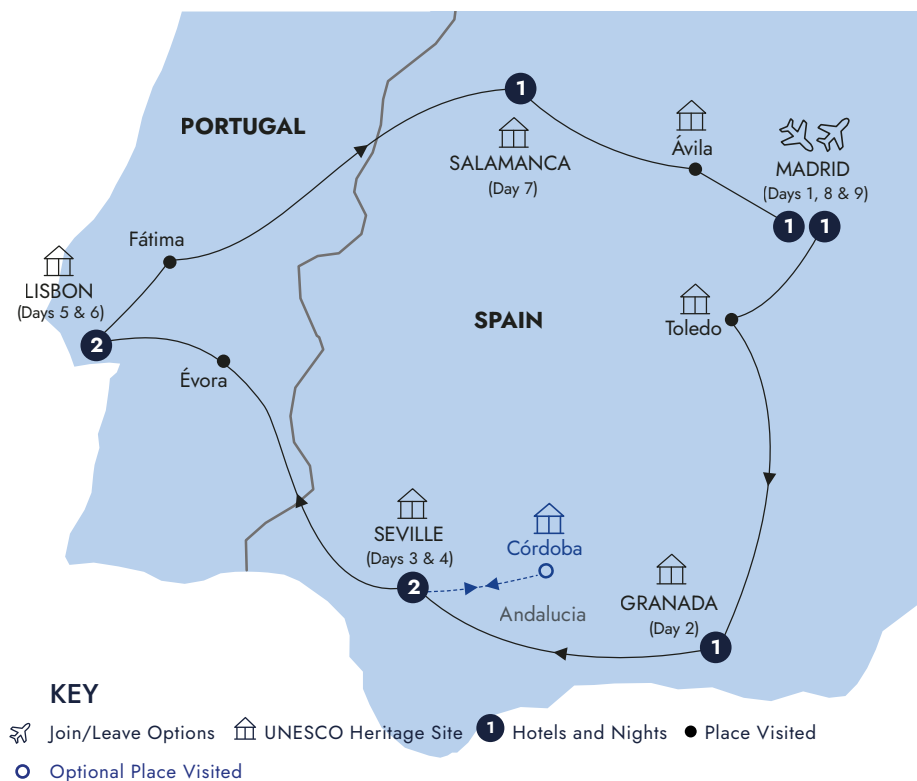 PORTUGAL
1
SALAMANCA
(Day 7)
Ávila
MADRID
(Days 1, 8 & 9)
1
1
Fátima
LISBON
(Days 5 & 6)
2
SPAIN
Toledo
Évora
SEVILLE
(Days 3 & 4)
2
Córdoba
Andalucia
GRANADA
(Day 2)
1
KEY
Join/Leave Options
UNESCO Heritage Site
1
Hotels and Nights
Place Visited
Optional Place Visited